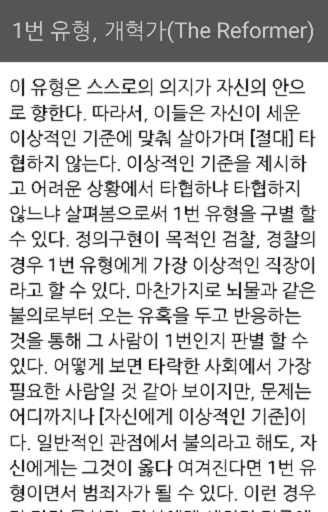 1번 유형, 개혁가(The Reformer)
이 유형은 스스로의 의지가 자신의 안으
로 향한다. 따라서, 이들은 자신이 세운
이상적인 기준에 맞춰 살아가며 [절대] 타
협하지 않는다. 이상적인 기준을 제시하
고 어려운 상황에서 타협하냐 타협하지
않느냐 살펴봄으로써 1번 유형을 구별 할
수 있다. 정의구현이 목적인 검찰, 경찰의
경우 1번 유형에게 가장 이상적인 직장이
라고 할 수 있다. 마찬가지로 뇌물과 같은
불의로부터 오는 유혹을 두고 반응하는
것을 통해 그 사람이 1번인지 판별 할 수
있다. 어떻게 보면 타락한 사회에서 가장
필요한 사람일 것 같아 보이지만, 문제는
어디까지나 [자신에게 이상적인 기준]이
다. 일반적인 관점에서 불의라고 해도, 자
신에게는 그것이 옳다 여겨진다면 1번 유
형이면서 범죄자가 될 수 있다. 이런 경우